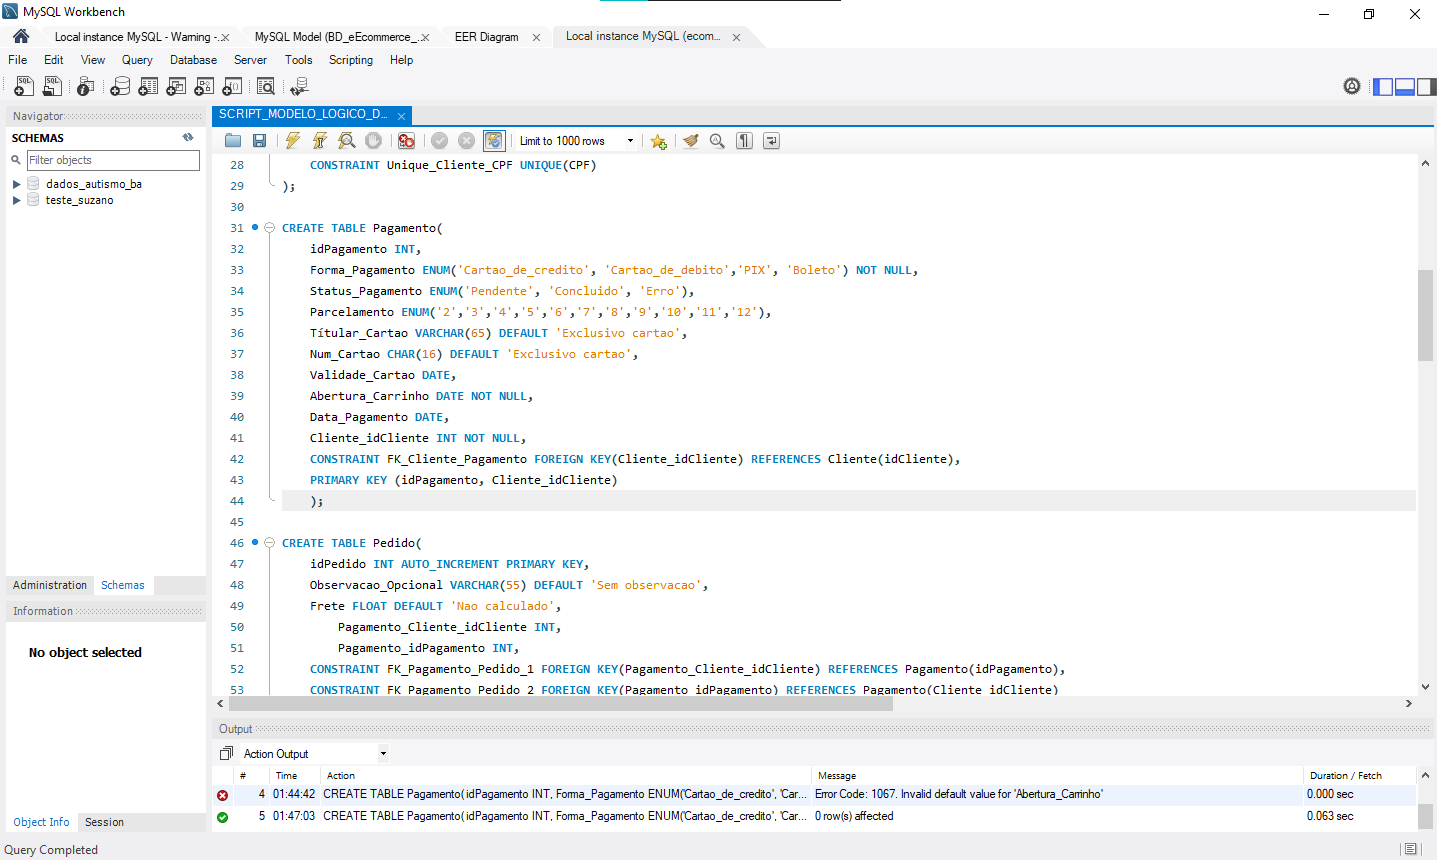 MySQL Workbench
Local instance MySQL - Warning -...
MySQL Model (BD_eEcommerce_...
EER Diagram
Local instance MySQL (ecom...
File Edit View Query Database Server Tools Scripting Help
Navigator
SCHEMAS
Filter objects
dados_autismo_ba
teste_suzano
Administration Schemas
Information
No object selected
Object Info Session
Query Completed
SCRIPT_MODELO_LOGICO_D...
Limit to 1000 rows
28 CONSTRAINT Unique_Cliente_CPF UNIQUE(CPF)
29 );
30
31 CREATE TABLE Pagamento(
32 idPagamento INT,
33 Forma_Pagamento ENUM('Cartao_de_credito', 'Cartao_de_debito','PIX', 'Boleto') NOT NULL,
34 Status_Pagamento ENUM('Pendente', 'Concluido', 'Erro'),
35 Parcelamento ENUM('2','3','4','5','6','7','8','9','10','11','12'),
36 Títular_Cartao VARCHAR(65) DEFAULT 'Exclusivo cartao',
37 Num_Cartao CHAR(16) DEFAULT 'Exclusivo cartao',
38 Validade_Cartao DATE,
39 Abertura_Carrinho DATE NOT NULL,
40 Data_Pagamento DATE,
41 Cliente_idCliente INT NOT NULL,
42 CONSTRAINT FK_Cliente_Pagamento FOREIGN KEY(Cliente_idCliente) REFERENCES Cliente(idCliente),
43 PRIMARY KEY (idPagamento, Cliente_idCliente)
44 );
45
46 CREATE TABLE Pedido(
47 idPedido INT AUTO_INCREMENT PRIMARY KEY,
48 Observacao_Opcional VARCHAR(55) DEFAULT 'Sem observacao',
49 Frete FLOAT DEFAULT 'Nao calculado',
50 Pagamento_Cliente_idCliente INT,
51 Pagamento_idPagamento INT,
52 CONSTRAINT FK_Pagamento_Pedido_1 FOREIGN KEY(Pagamento_Cliente_idCliente) REFERENCES Pagamento(idPagamento),
53 CONSTRAINT FK_Pagamento_Pedido_2 FOREIGN KEY(Pagamento_idPagamento) REFERENCES Pagamento(Cliente_idCliente)
Output
Action Output
# Time Action Message Duration / Fetch
4 01:44:42 CREATE TABLE Pagamento( idPagamento INT, Forma_Pagamento ENUM('Cartao_de_credito', 'Car... Error Code: 1067. Invalid default value for 'Abertura_Carrinho' 0.000 sec
5 01:47:03 CREATE TABLE Pagamento( idPagamento INT, Forma_Pagamento ENUM('Cartao_de_credito', 'Car... 0 row(s) affected 0.063 sec